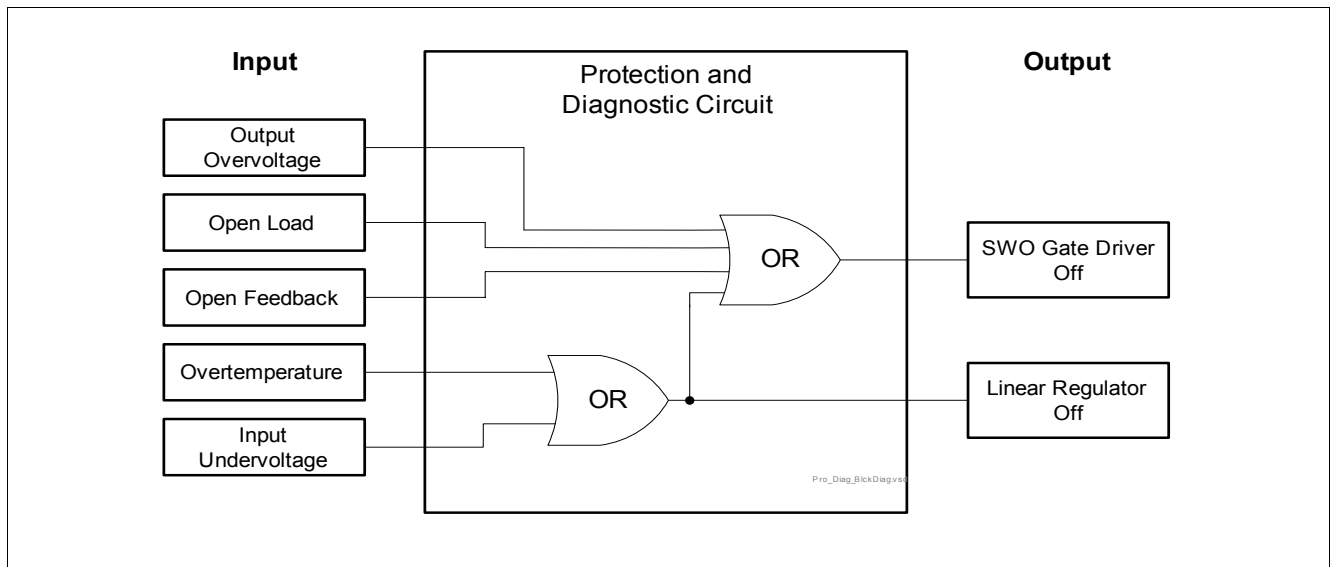 Input
Protection and
Diagnostic Circuit
Output
Output
Overvoltage
Open Load
Open Feedback
Overtemperature
Input
Undervoltage
OR
OR
SWO Gate Driver
Off
Linear Regulator
Off
Pro_Diag_BlckDiag.vsd